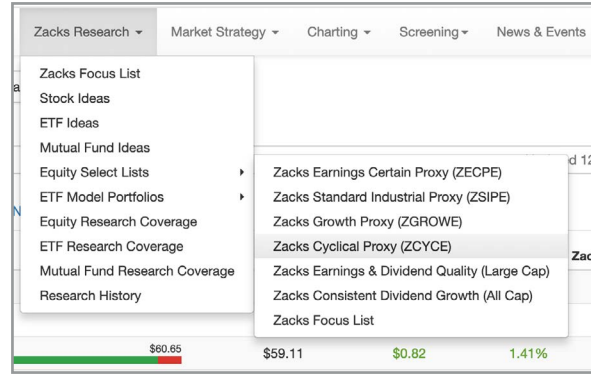 Zacks Research Market Strategy Charting Screening News & Events
Zacks Focus List
Stock Ideas
ETF Ideas
Mutual Fund Ideas
Equity Select Lists
ETF Model Portfolios
Equity Research Coverage
ETF Research Coverage
Mutual Fund Research Coverage
Research History
Zacks Earnings Certain Proxy (ZECPE)
Zacks Standard Industrial Proxy (ZSIPE)
Zacks Growth Proxy (ZGROWE)
Zacks Cyclical Proxy (ZCYCE)
Zacks Earnings & Dividend Quality (Large Cap)
Zacks Consistent Dividend Growth (All Cap)
Zacks Focus List
$60.65
$59.11 $0.82 1.41%